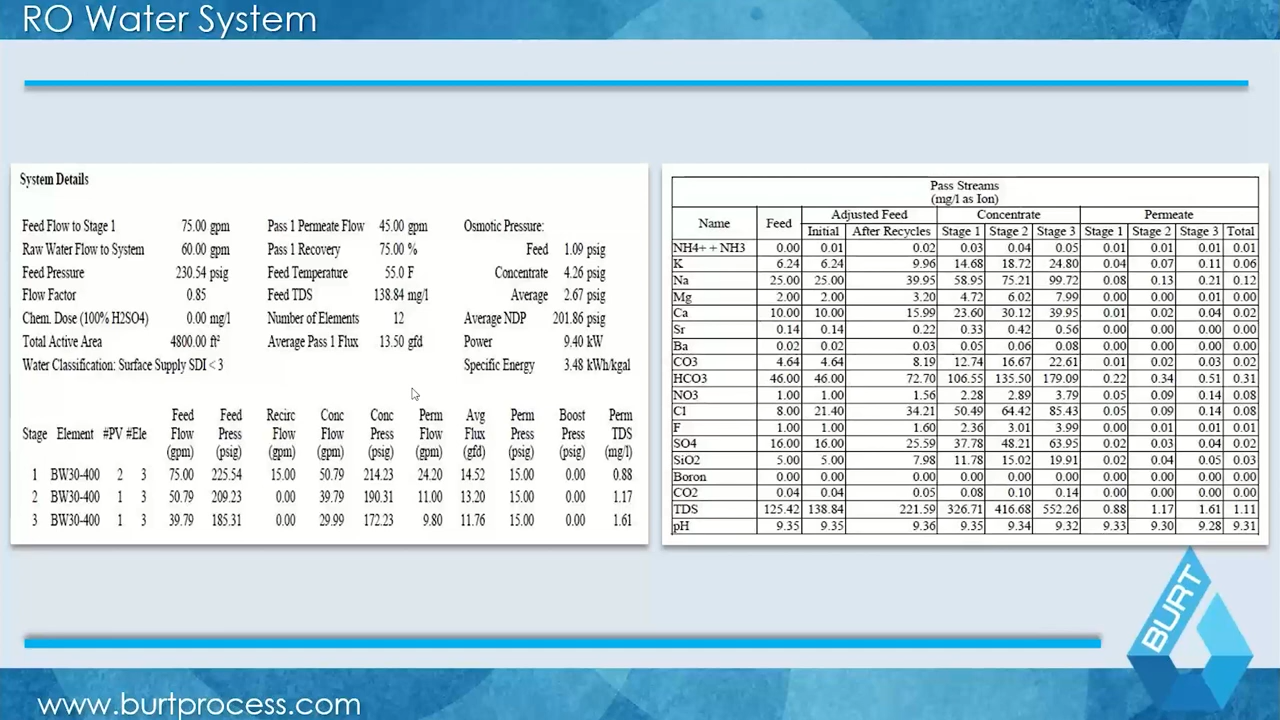 RO Water System
System Details
Feed Flow to Stage 1 75.00 gpm Pass 1 Permeate Flow 45.00 gpm Osmotic Pressure:
Raw Water Flow to System 60.00 gpm Pass 1 Recovery 75.00 % Feed 1.09 psig
Feed Pressure 230.54 psig Feed Temperature 55.0 F Concentrate 4.26 psig
Flow Factor 0.85 Feed TDS 138.84 mg/l Average 2.67 psig
Chem. Dose (100% H2SO4) 0.00 mg/l Number of Elements 12 Average NDP 201.86 psig
Total Active Area 4800.00 ft² Average Pass 1 Flux 13.50 gfd Power 9.40 kW
Water Classification: Surface Supply SDI < 3 Specific Energy 3.48 kWh/kgal
Feed Feed Recirc Conc Conc Perm Avg Perm Boost Perm
Stage Element #PV #Ele Flow Press Flow Flow Press Flow Flux Press Press TDS
(gpm) (psig) (gpm) (gpm) (psig) (gpm) (gfd) (psig) (psig) (mg/l)
1 BW30-400 2 3 75.00 225.54 15.00 50.79 214.23 24.20 14.52 15.00 0.00 0.88
2 BW30-400 1 3 50.79 209.23 0.00 39.79 190.31 11.00 13.20 15.00 0.00 1.17
3 BW30-400 1 3 39.79 185.31 0.00 29.99 172.23 9.80 11.76 15.00 0.00 1.61
Pass Streams
(mg/l as Ion)
Name Feed Adjusted Feed Concentrate Permeate
Initial After Recycles Stage 1 Stage 2 Stage 3 Stage 1 Stage 2 Stage 3 Total
NH4+ + NH3 0.00 0.01 0.02 0.03 0.04 0.05 0.01 0.01 0.01 0.01
K 6.24 6.24 9.96 14.68 18.72 24.80 0.04 0.07 0.11 0.06
Na 25.00 25.00 39.95 58.95 75.21 99.72 0.08 0.13 0.21 0.12
Mg 2.00 2.00 3.20 4.72 6.02 7.99 0.00 0.00 0.01 0.00
Ca 10.00 10.00 15.99 23.60 30.12 39.95 0.01 0.02 0.04 0.02
Sr 0.14 0.14 0.22 0.33 0.42 0.56 0.00 0.00 0.00 0.00
Ba 0.02 0.02 0.03 0.05 0.06 0.08 0.00 0.00 0.00 0.00
CO3 4.64 4.64 8.19 12.74 16.67 22.61 0.01 0.02 0.03 0.02
HCO3 46.00 46.00 72.70 106.55 135.50 179.09 0.22 0.34 0.51 0.31
NO3 1.00 1.00 1.56 2.28 2.89 3.79 0.05 0.09 0.14 0.08
Cl 8.00 21.40 34.21 50.49 64.42 85.43 0.05 0.09 0.14 0.08
F 1.00 1.00 1.60 2.36 3.01 3.99 0.00 0.01 0.01 0.01
SO4 16.00 16.00 25.59 37.78 48.21 63.95 0.02 0.03 0.04 0.02
SiO2 5.00 5.00 7.98 11.78 15.02 19.91 0.02 0.04 0.05 0.03
Boron 0.00 0.00 0.00 0.00 0.00 0.00 0.00 0.00 0.00 0.00
CO2 0.04 0.04 0.05 0.08 0.10 0.14 0.00 0.00 0.00 0.00
TDS 125.42 138.84 221.59 326.71 416.68 552.26 0.88 1.17 1.61 1.11
pH 9.35 9.35 9.36 9.35 9.34 9.32 9.33 9.30 9.28 9.31
BURT
www.burtprocess.com